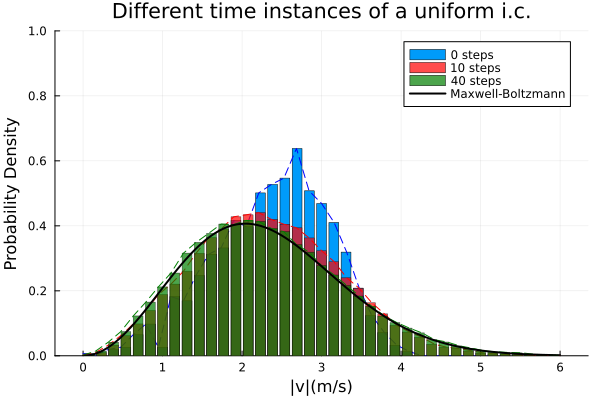 Different time instances of a uniform i.c.
1.0
0 steps
10 steps
40 steps
Maxwell-Boltzmann
0.8
0.6
0.4
0.2
0.0
Probability Density
0 1 2 3 4 5 6
|v|(m/s)